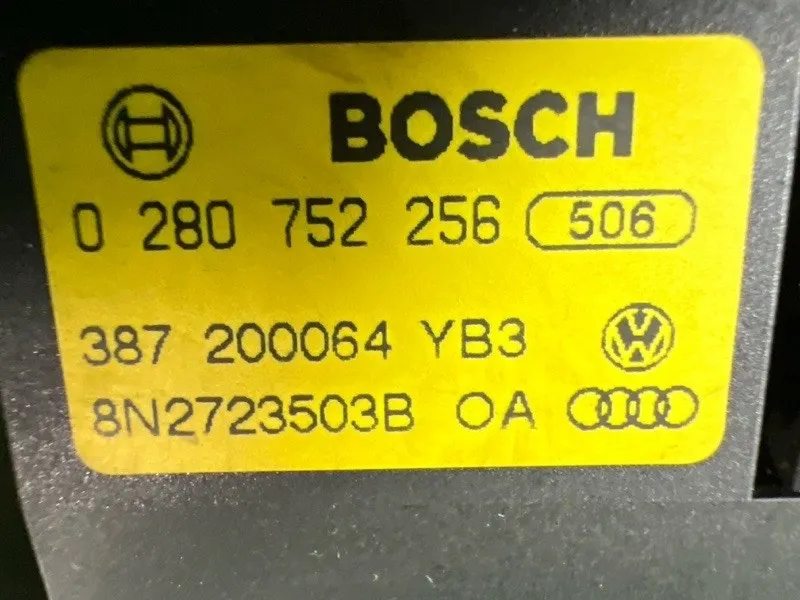 BOSCH
0 280 752 256 506
387 200064 YB3
8N2723503B OA